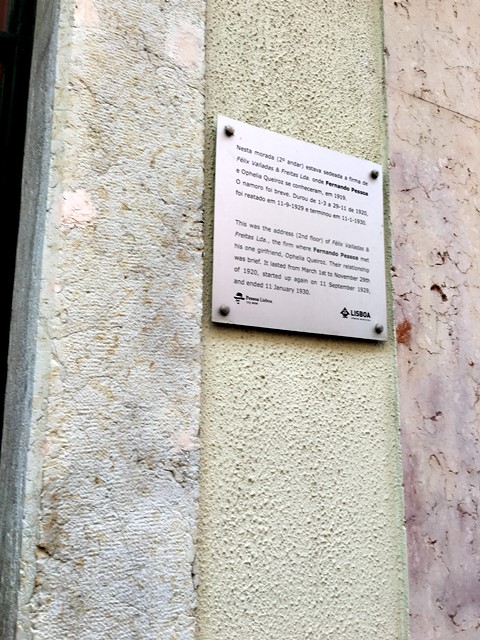 Nesta morada (2º andar) estava sedeada a firma de
Félix Valladas & Freitas Lda. onde Fernando Pessoa
e Ophelia Queiroz se conheceram, em 1919.
O namoro foi breve. Durou de 1-3 a 29-11 de 1920,
foi reatado em 11-9-1929 e terminou em 11-1-1930.
This was the address (2nd floor) of Félix Valladas &
Freitas Lda., the firm where Fernando Pessoa met
his one girlfriend, Ophelia Queiroz. Their relationship
was brief. It lasted from March 1st to November 29th
of 1920, started up again on 11 September 1929,
and ended 11 January 1930.
Pessoa Lisboa
LISBOA